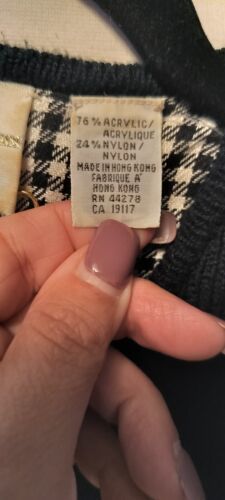 76% ACRYLIC/
ACRYLIQUE
24% NYLON/
NYLON
MADE IN HONG KONG
FABRIQUE A'
HONG KONG
RN 44278
CA 19117